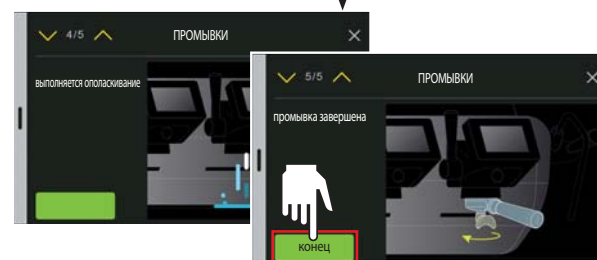 4/5
ПРОМЫВКИ
выполняется ополаскивание
5/5
ПРОМЫВКИ
промывка завершена
конец